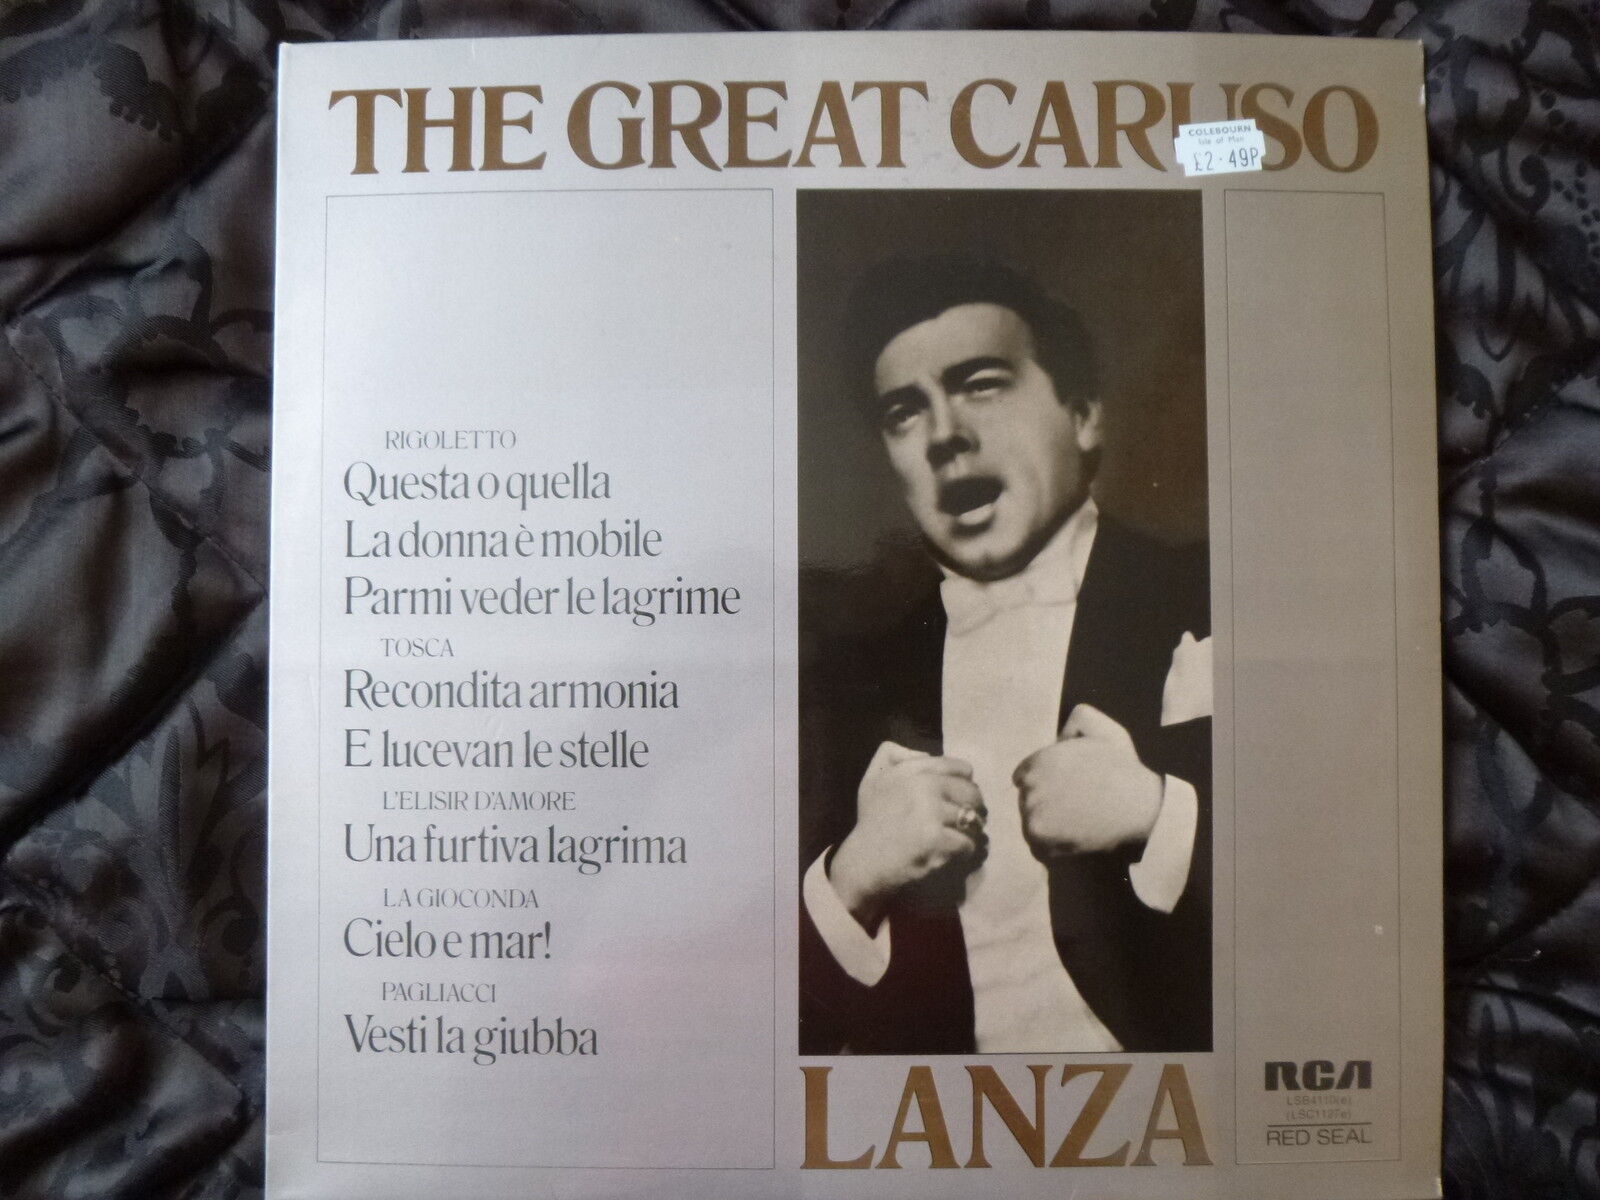 THE GREAT CARUSO
COLEBOURN
Isle of Man
£2·49P
RIGOLETTO
Questa o quella
La donna è mobile
Parmi veder le lagrime
TOSCA
Recondita armonia
E lucevan le stelle
L'ELISIR D'AMORE
Una furtiva lagrima
LA GIOCONDA
Cielo e mar!
PAGLIACCI
Vesti la giubba
LANZA
RCA
LSB4110(e)
(LSC1127e)
RED SEAL